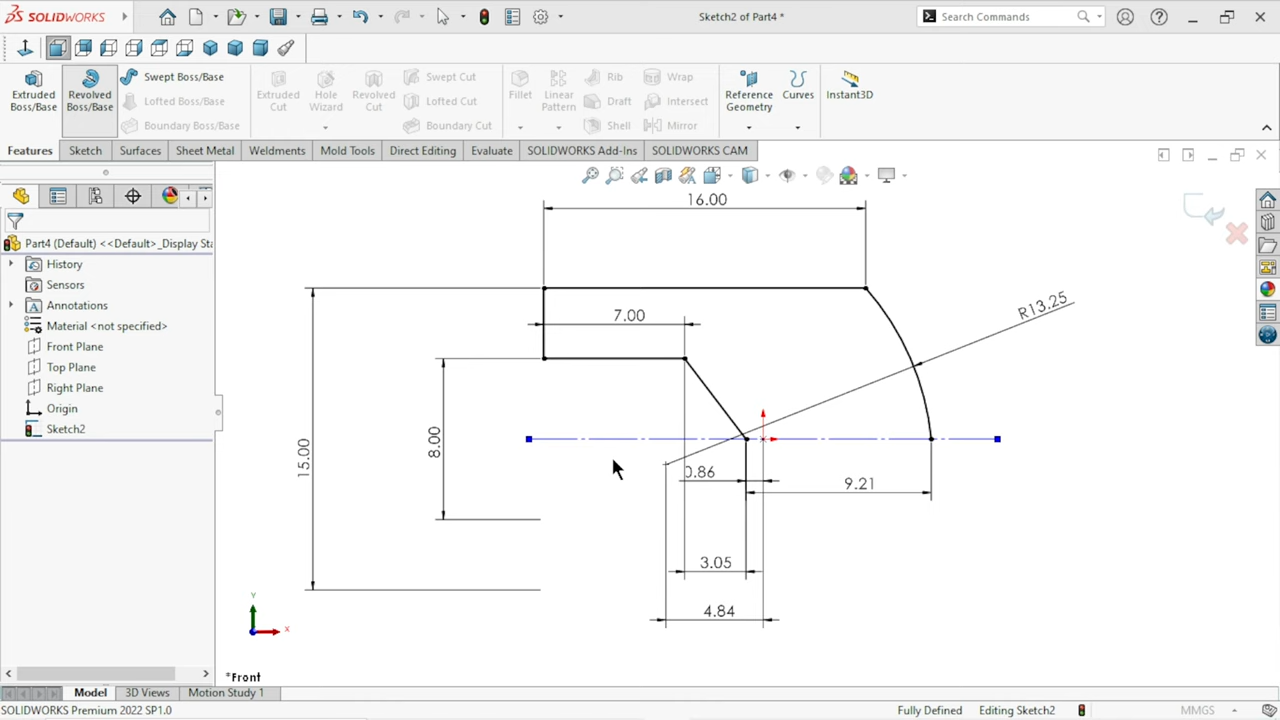 SOLIDWORKS
Sketch2 of Part4 *
Search Commands
Extruded Boss/Base
Revolved Boss/Base
Swept Boss/Base
Lofted Boss/Base
Boundary Boss/Base
Extruded Cut
Hole Wizard
Revolved Cut
Swept Cut
Lofted Cut
Boundary Cut
Fillet
Linear Pattern
Rib
Draft
Shell
Wrap
Intersect
Mirror
Reference Geometry
Curves
Instant3D
Features
Sketch
Surfaces
Sheet Metal
Weldments
Mold Tools
Direct Editing
Evaluate
SOLIDWORKS Add-Ins
SOLIDWORKS CAM
Part4 (Default) <<Default>_Display Sta
History
Sensors
Annotations
Material <not specified>
Front Plane
Top Plane
Right Plane
Origin
Sketch2
16.00
7.00
R13.25
15.00
8.00
0.86
9.21
3.05
4.84
Y
X
*Front
Model
3D Views
Motion Study 1
SOLIDWORKS Premium 2022 SP1.0
Fully Defined
Editing Sketch2
MMGS